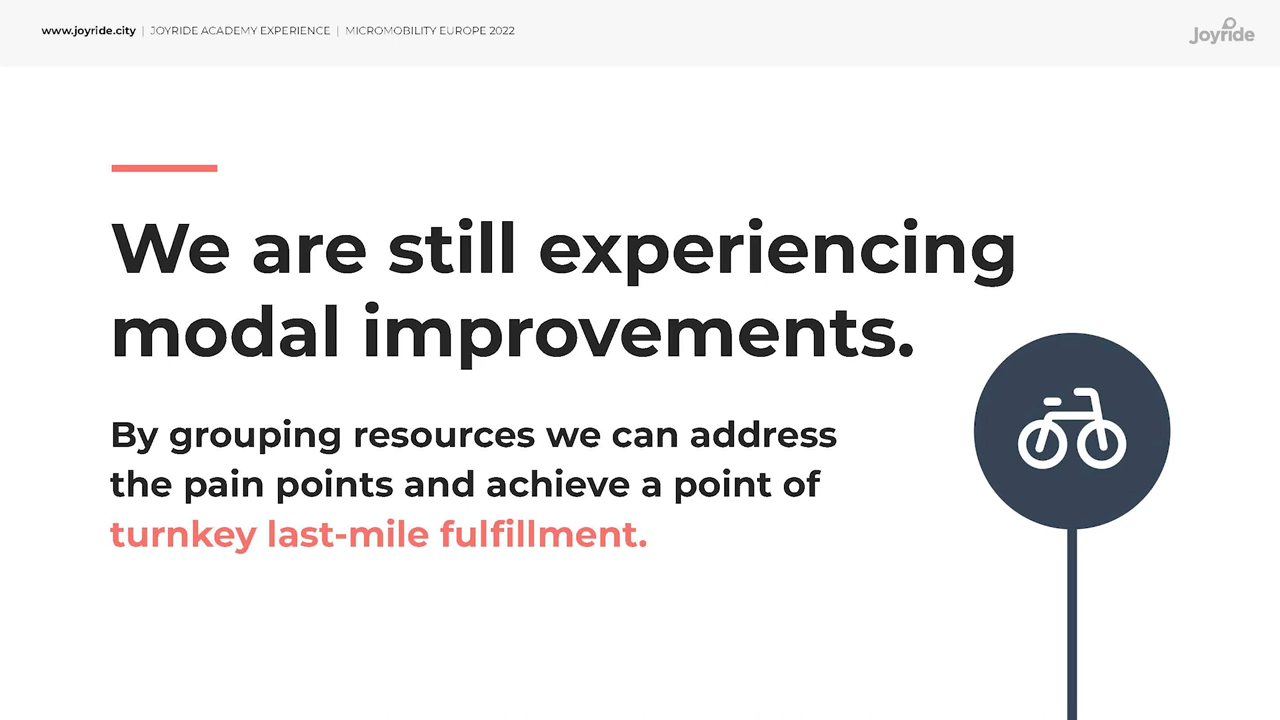 www.joyride.city | JOYRIDE ACADEMY EXPERIENCE | MICROMOBILITY EUROPE 2022
Joyride
We are still experiencing
modal improvements.
By grouping resources we can address
the pain points and achieve a point of
turnkey last-mile fulfillment.